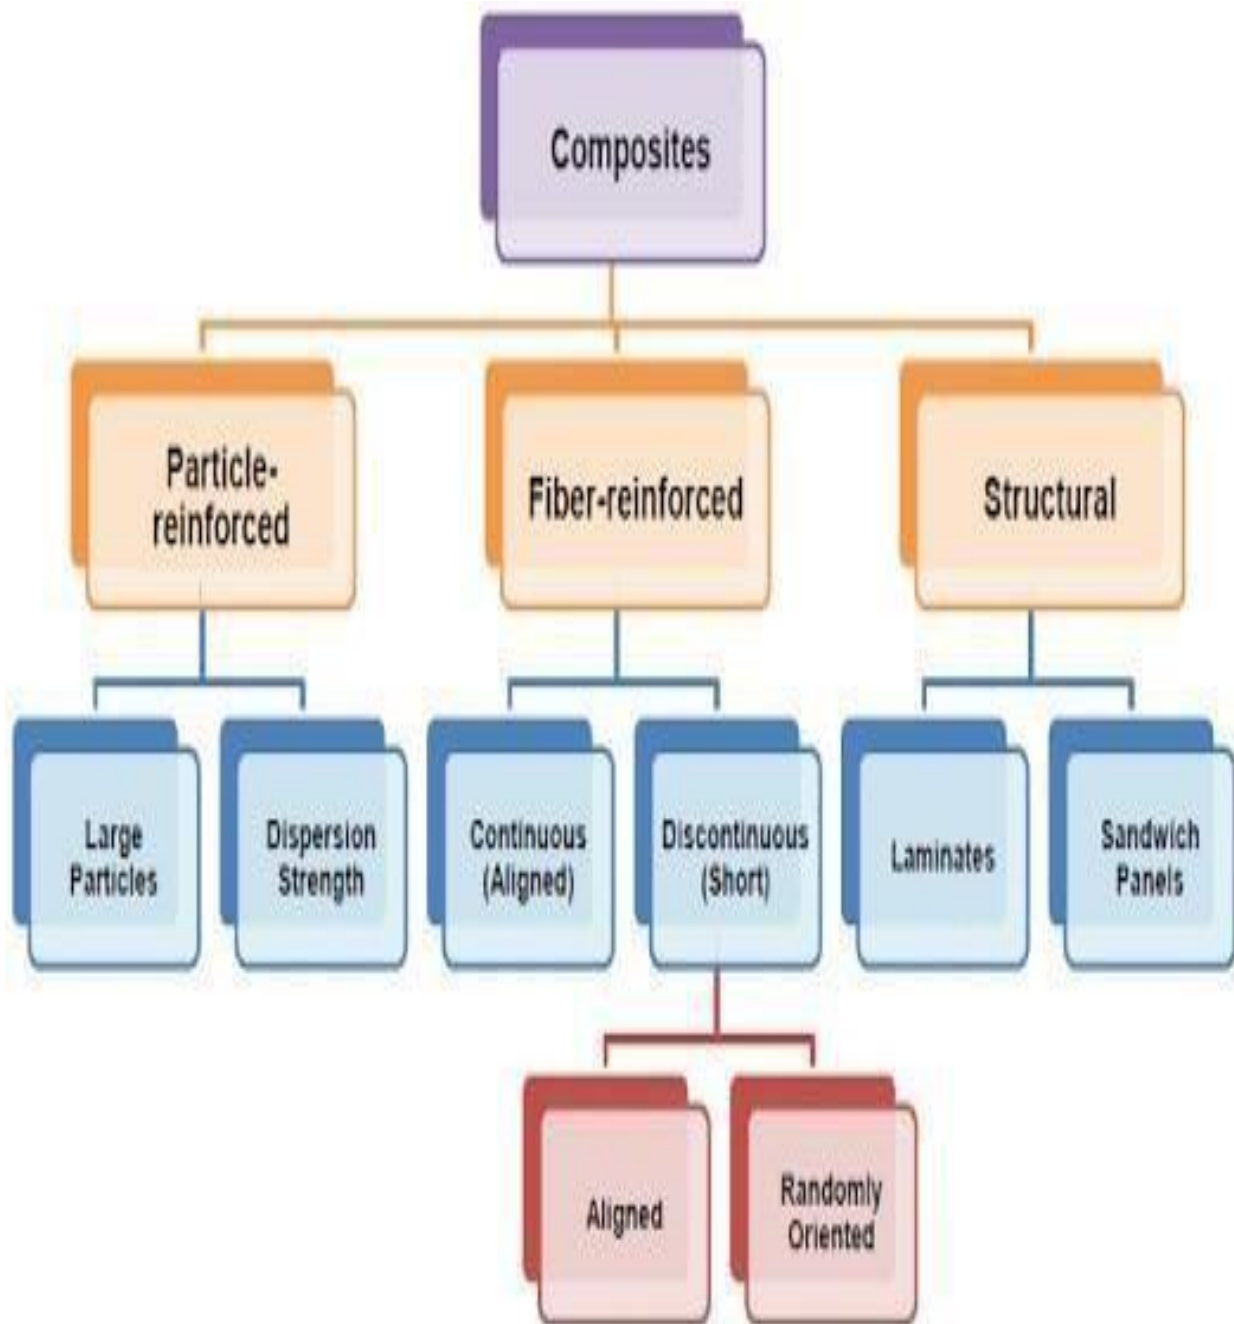 Composites
Particle-
reinforced
Fiber-reinforced
Structural
Large
Particles
Dispersion
Strength
Continuous
(Aligned)
Discontinuous
(Short)
Laminates
Sandwich
Panels
Aligned
Randomly
Oriented